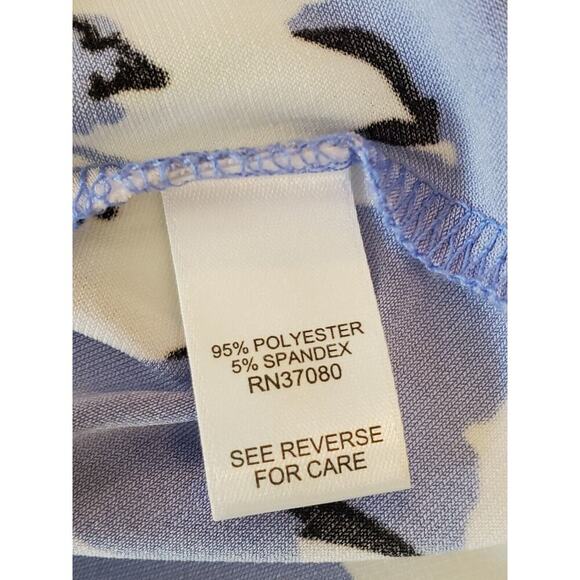 95% POLYESTER
5% SPANDEX
RN37080
SEE REVERSE
FOR CARE